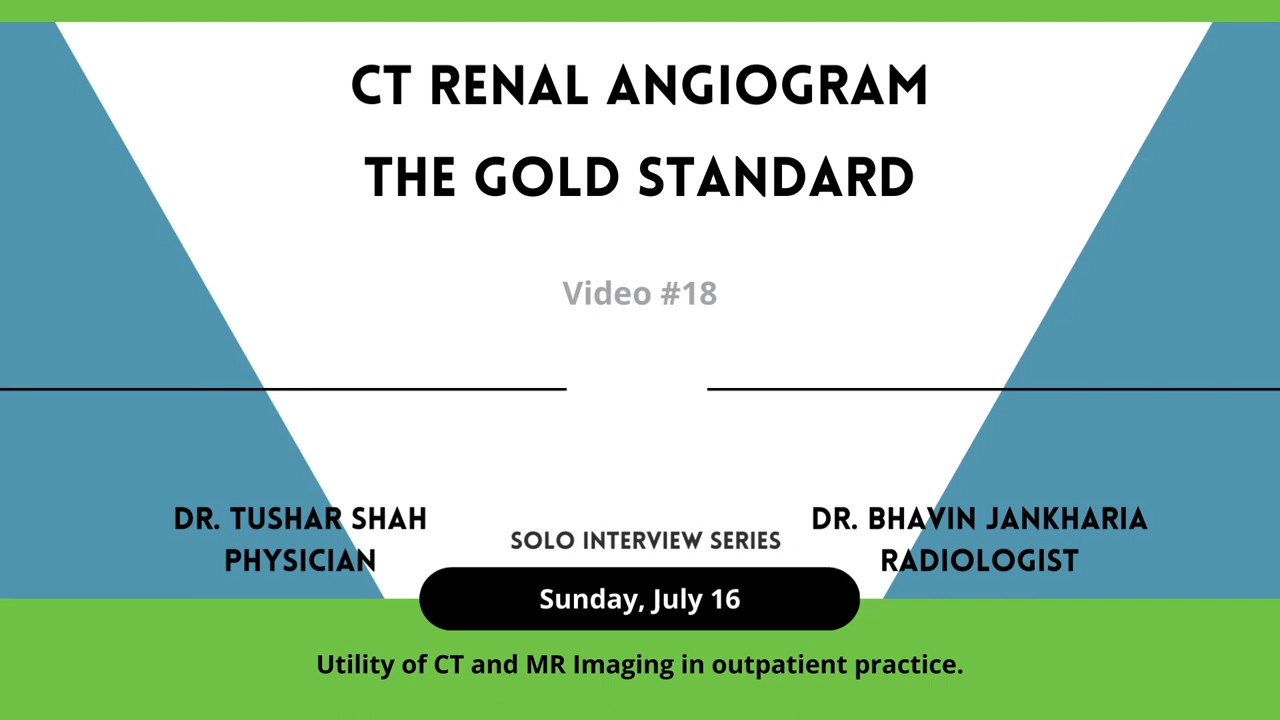 CT RENAL ANGIOGRAM
THE GOLD STANDARD
Video #18
DR. TUSHAR SHAH
PHYSICIAN
SOLO INTERVIEW SERIES
DR. BHAVIN JANKHARIA
RADIOLOGIST
Sunday, July 16
Utility of CT and MR Imaging in outpatient practice.